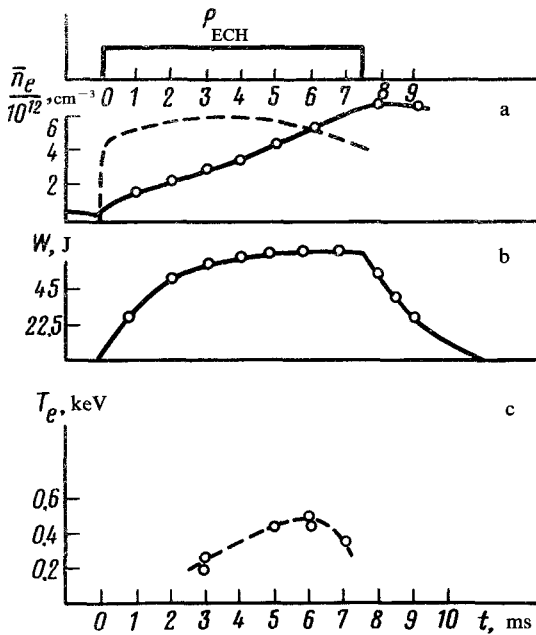 P_ECH
n̄_e/10^12, cm^-3 0 1 2 3 4 5 6 7 8 9
a
6
4
2
W, J
b
45
22,5
T_e, keV
c
0,6
0,4
0,2
0 1 2 3 4 5 6 7 8 9 10 t, ms